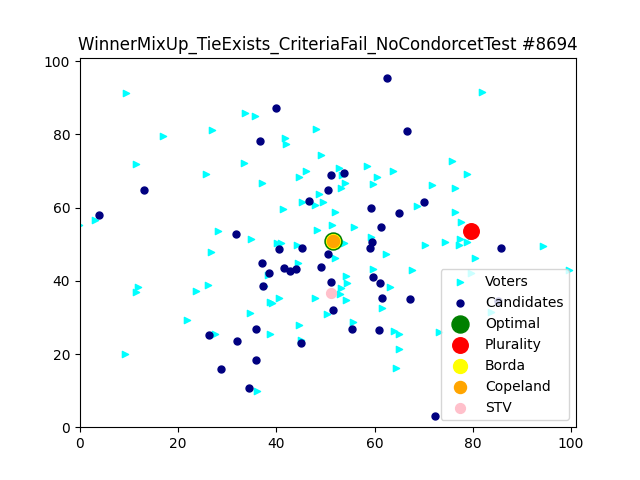 WinnerMixUp_TieExists_CriteriaFail_NoCondorcetTest #8694
100
80
60
40
20
0
Voters
Candidates
Optimal
Plurality
Borda
Copeland
STV
0 20 40 60 80 100